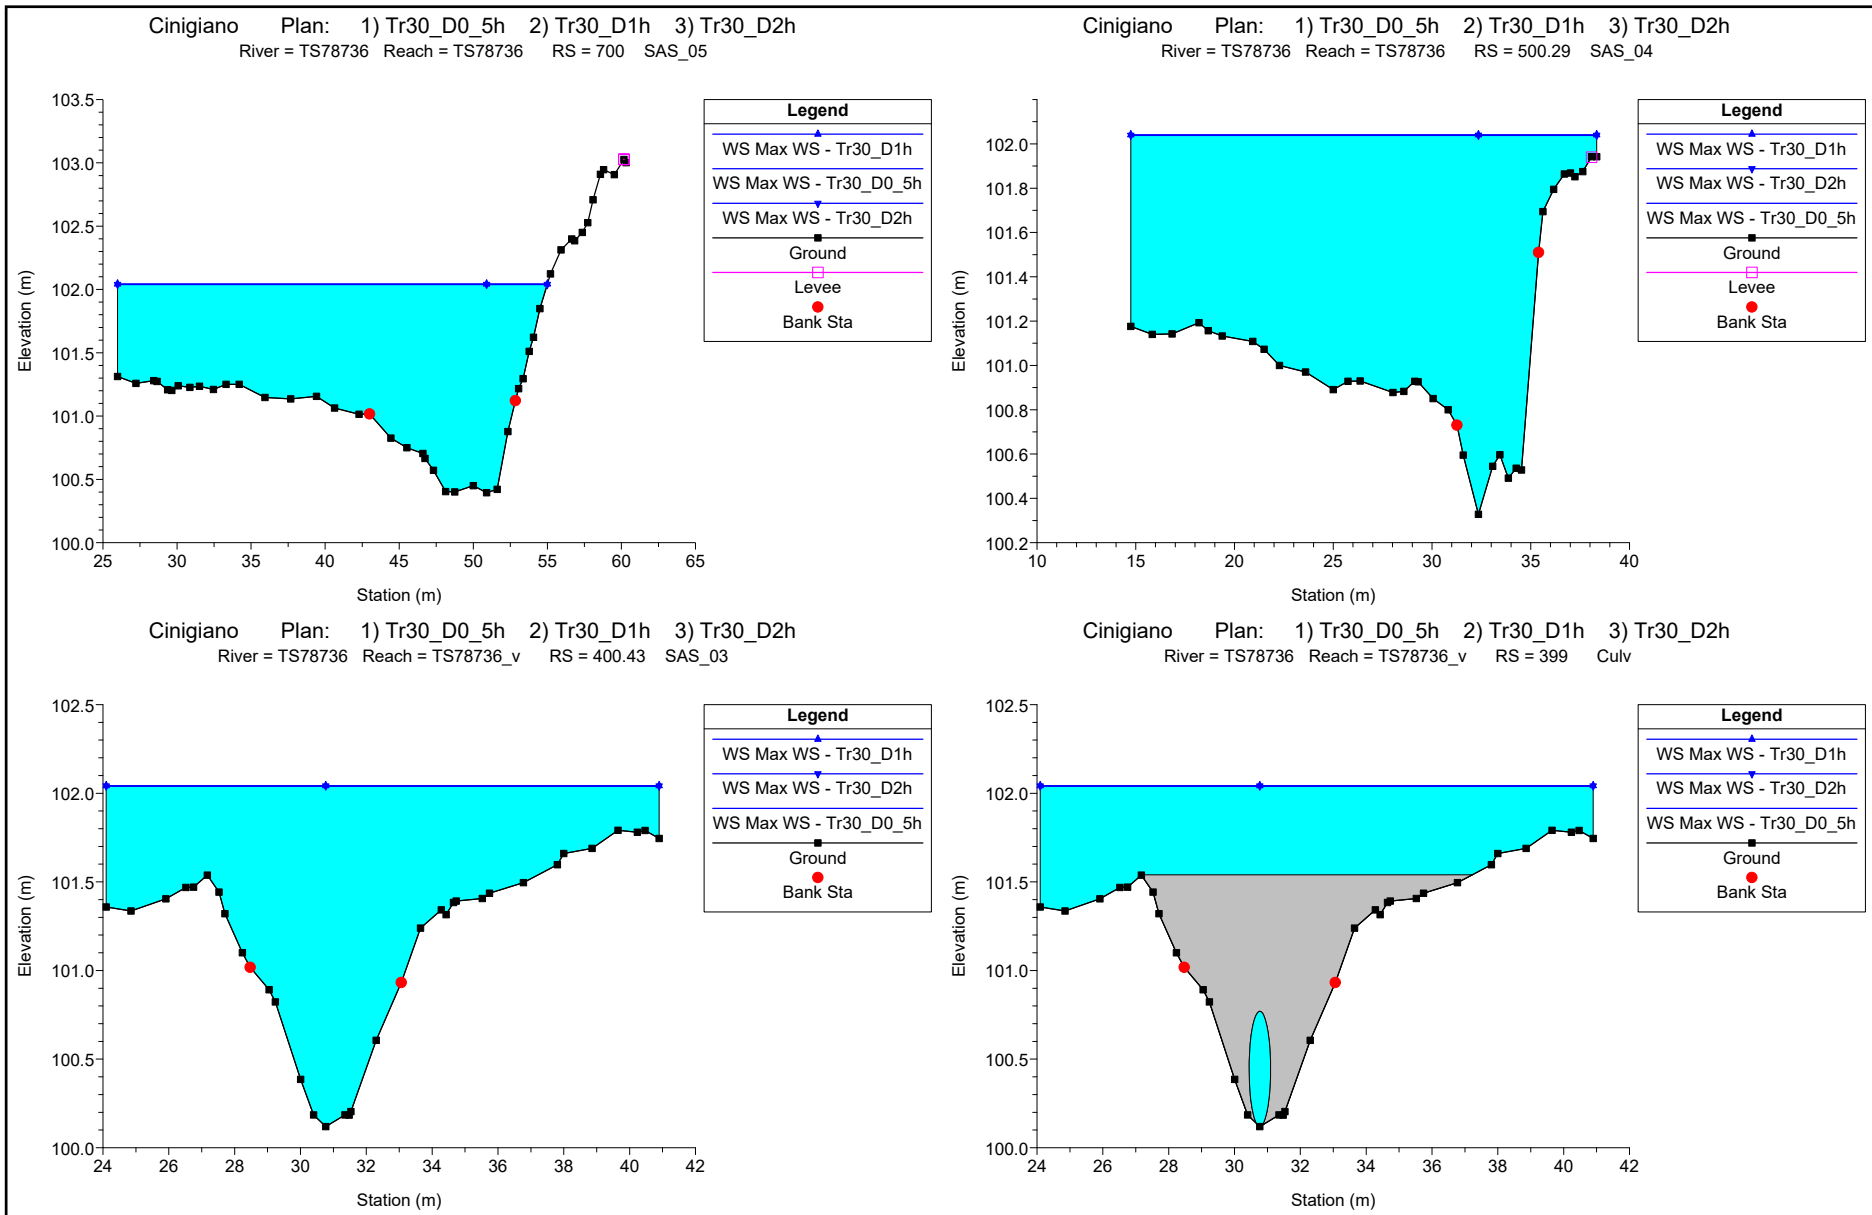 Cinigiano Plan: 1) Tr30_D0_5h 2) Tr30_D1h 3) Tr30_D2h
River = TS78736 Reach = TS78736 RS = 700 SAS_05
103.5
103.0
102.5
102.0
101.5
101.0
100.5
100.0
Elevation (m)
25 30 35 40 45 50 55 60 65
Station (m)
Legend
WS Max WS - Tr30_D1h
WS Max WS - Tr30_D0_5h
WS Max WS - Tr30_D2h
Ground
Levee
Bank Sta
Cinigiano Plan: 1) Tr30_D0_5h 2) Tr30_D1h 3) Tr30_D2h
River = TS78736 Reach = TS78736 RS = 500.29 SAS_04
102.0
101.8
101.6
101.4
101.2
101.0
100.8
100.6
100.4
100.2
Elevation (m)
10 15 20 25 30 35 40
Station (m)
Legend
WS Max WS - Tr30_D1h
WS Max WS - Tr30_D2h
WS Max WS - Tr30_D0_5h
Ground
Levee
Bank Sta
Cinigiano Plan: 1) Tr30_D0_5h 2) Tr30_D1h 3) Tr30_D2h
River = TS78736 Reach = TS78736_v RS = 400.43 SAS_03
102.5
102.0
101.5
101.0
100.5
100.0
Elevation (m)
24 26 28 30 32 34 36 38 40 42
Station (m)
Legend
WS Max WS - Tr30_D1h
WS Max WS - Tr30_D2h
WS Max WS - Tr30_D0_5h
Ground
Bank Sta
Cinigiano Plan: 1) Tr30_D0_5h 2) Tr30_D1h 3) Tr30_D2h
River = TS78736 Reach = TS78736_v RS = 399 Culv
102.5
102.0
101.5
101.0
100.5
100.0
Elevation (m)
24 26 28 30 32 34 36 38 40 42
Station (m)
Legend
WS Max WS - Tr30_D1h
WS Max WS - Tr30_D2h
WS Max WS - Tr30_D0_5h
Ground
Bank Sta